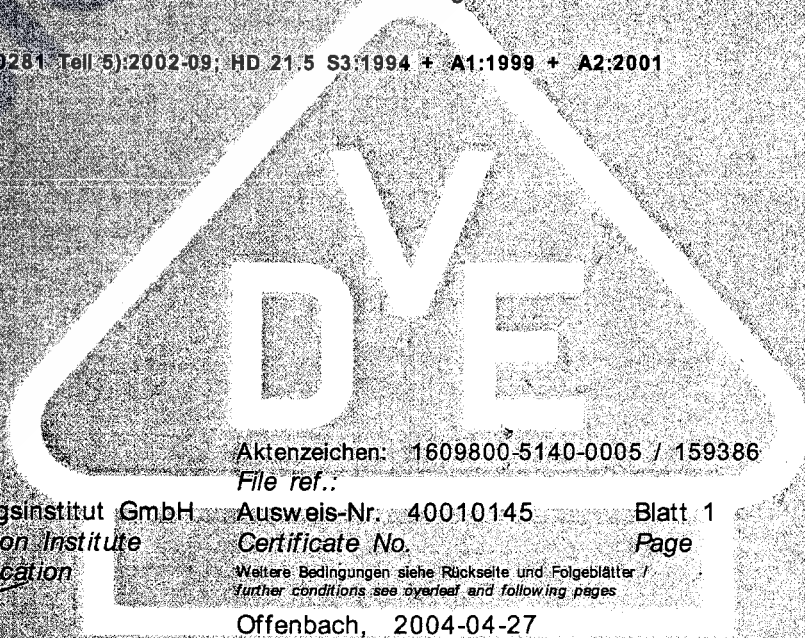 0281 Teil 5):2002-09; HD 21.5 S3:1994 + A1:1999 + A2:2001
V
D E
Aktenzeichen: 1609800-5140-0005 / 159386
File ref.:
gsinstitut GmbH Ausweis-Nr. 40010145 Blatt 1
on Institute Certificate No. Page
cation Weitere Bedingungen siehe Rückseite und Folgeblätter /
further conditions see overleaf and following pages
Offenbach, 2004-04-27